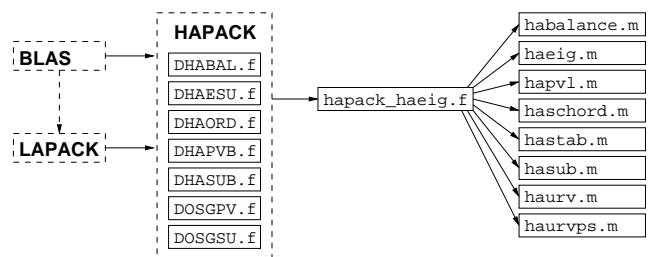 BLAS
LAPACK
HAPACK
DHABAL.f
DHAESU.f
DHAORD.f
DHAPVB.f
DHASUB.f
DOSGPV.f
DOSGSU.f
hapack_haeig.f
habalance.m
haeig.m
hapvl.m
haschord.m
hastab.m
hasub.m
haurv.m
haurvps.m